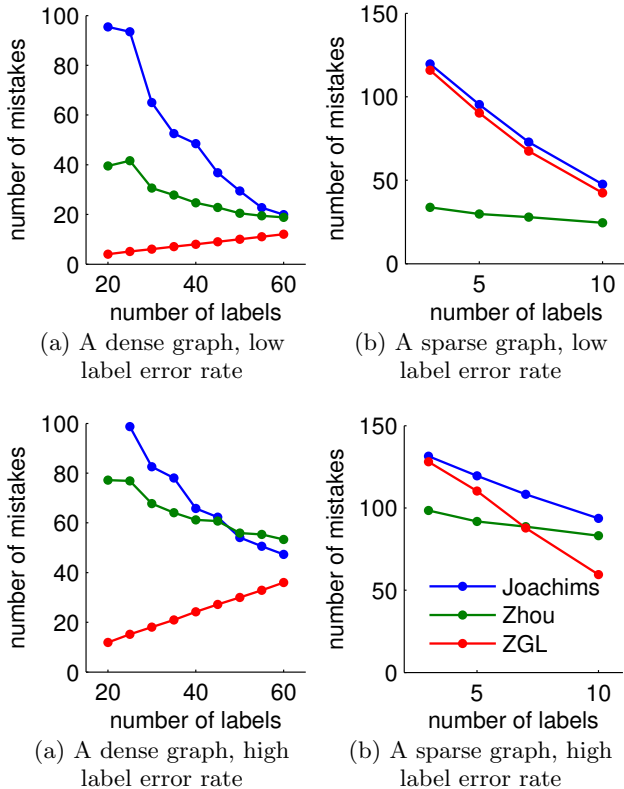 100
80
60
40
20
0
number of mistakes
20
40
60
number of labels
(a) A dense graph, low
label error rate
150
100
50
0
number of mistakes
5
10
number of labels
(b) A sparse graph, low
label error rate
100
80
60
40
20
0
number of mistakes
20
40
60
number of labels
(a) A dense graph, high
label error rate
150
100
50
0
number of mistakes
Joachims
Zhou
ZGL
5
10
number of labels
(b) A sparse graph, high
label error rate